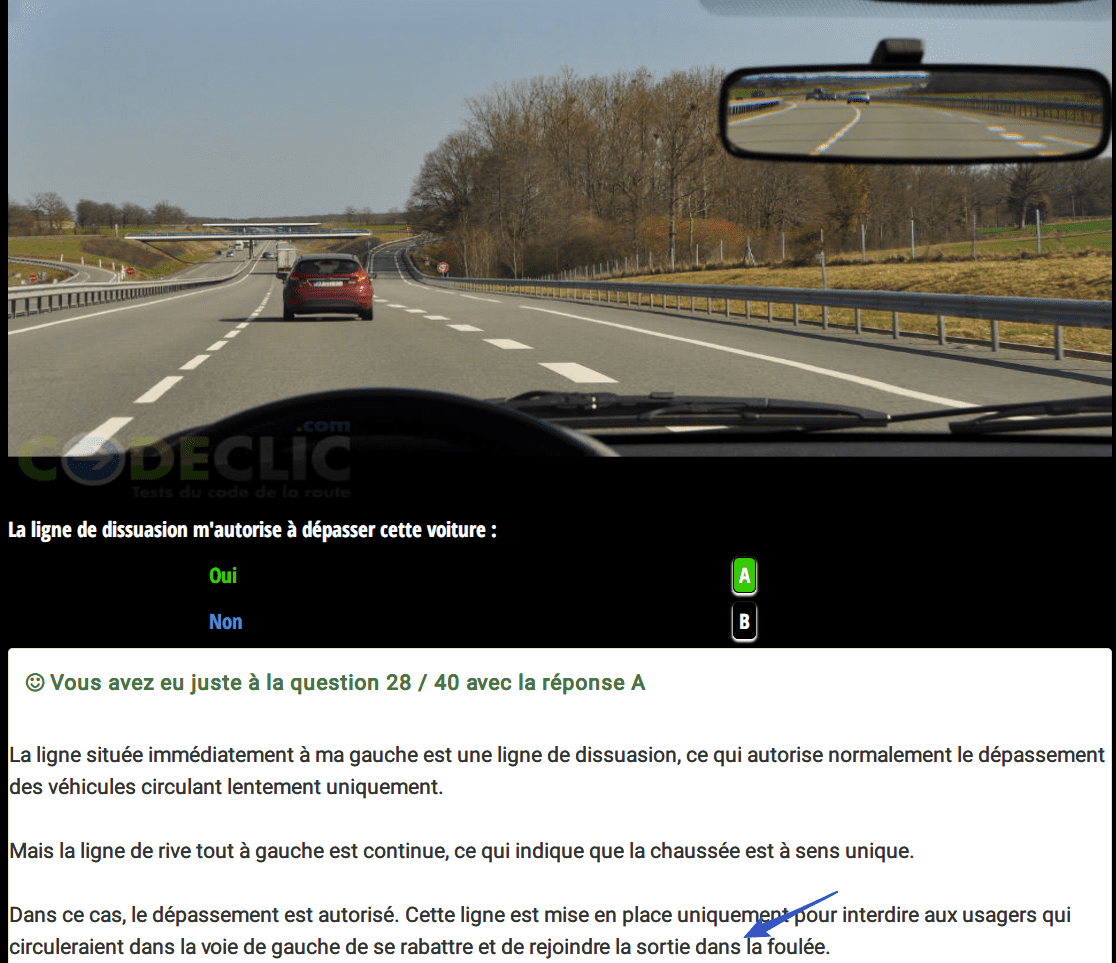 CODECLIC
.com
Tests du code de la route
La ligne de dissuasion m'autorise à dépasser cette voiture :
Oui A
Non B
Vous avez eu juste à la question 28 / 40 avec la réponse A
La ligne située immédiatement à ma gauche est une ligne de dissuasion, ce qui autorise normalement le dépassement
des véhicules circulant lentement uniquement.
Mais la ligne de rive tout à gauche est continue, ce qui indique que la chaussée est à sens unique.
Dans ce cas, le dépassement est autorisé. Cette ligne est mise en place uniquement pour interdire aux usagers qui
circuleraient dans la voie de gauche de se rabattre et de rejoindre la sortie dans la foulée.